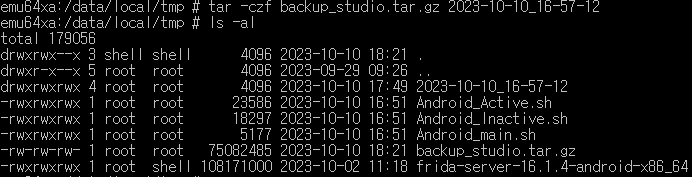 emu64xa:/data/local/tmp # tar -czf backup_studio.tar.gz 2023-10-10_16-57-12
emu64xa:/data/local/tmp # ls -al
total 179056
drwxrwx--x 3 shell shell      4096 2023-10-10 18:21 .
drwxr-x--x 5 root  root       4096 2023-09-29 09:26 ..
drwxrwxrwx 4 root  root       4096 2023-10-10 17:49 2023-10-10_16-57-12
-rwxrwxrwx 1 root  root      23586 2023-10-10 16:51 Android_Active.sh
-rwxrwxrwx 1 root  root      18297 2023-10-10 16:51 Android_Inactive.sh
-rwxrwxrwx 1 root  root       5177 2023-10-10 16:51 Android_main.sh
-rw-rw-rw- 1 root  root   75082485 2023-10-10 18:21 backup_studio.tar.gz
-rwxrwxrwx 1 root  shell 108171000 2023-10-02 11:18 frida-server-16.1.4-android-x86_64